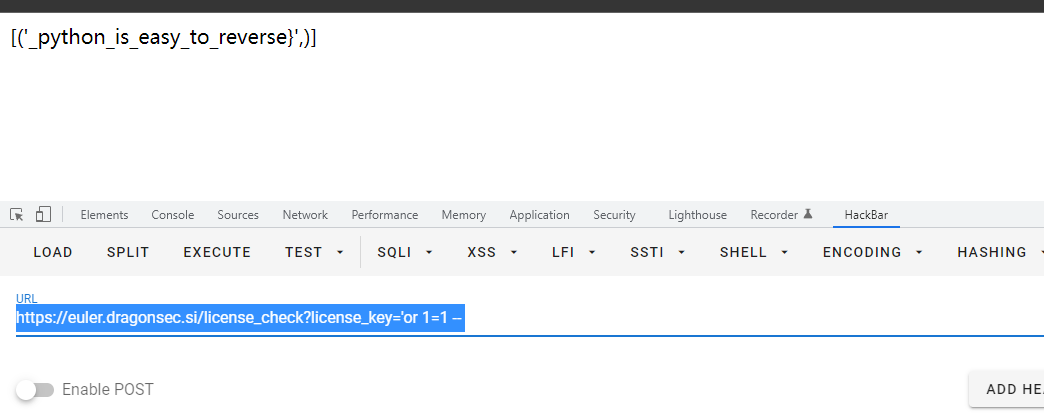 [('_python_is_easy_to_reverse}',)]
Elements Console Sources Network Performance Memory Application Security Lighthouse Recorder HackBar
LOAD SPLIT EXECUTE TEST SQLI XSS LFI SSTI SHELL ENCODING HASHING
URL
https://euler.dragonsec.si/license_check?license_key='or 1=1 --
Enable POST
ADD HEA